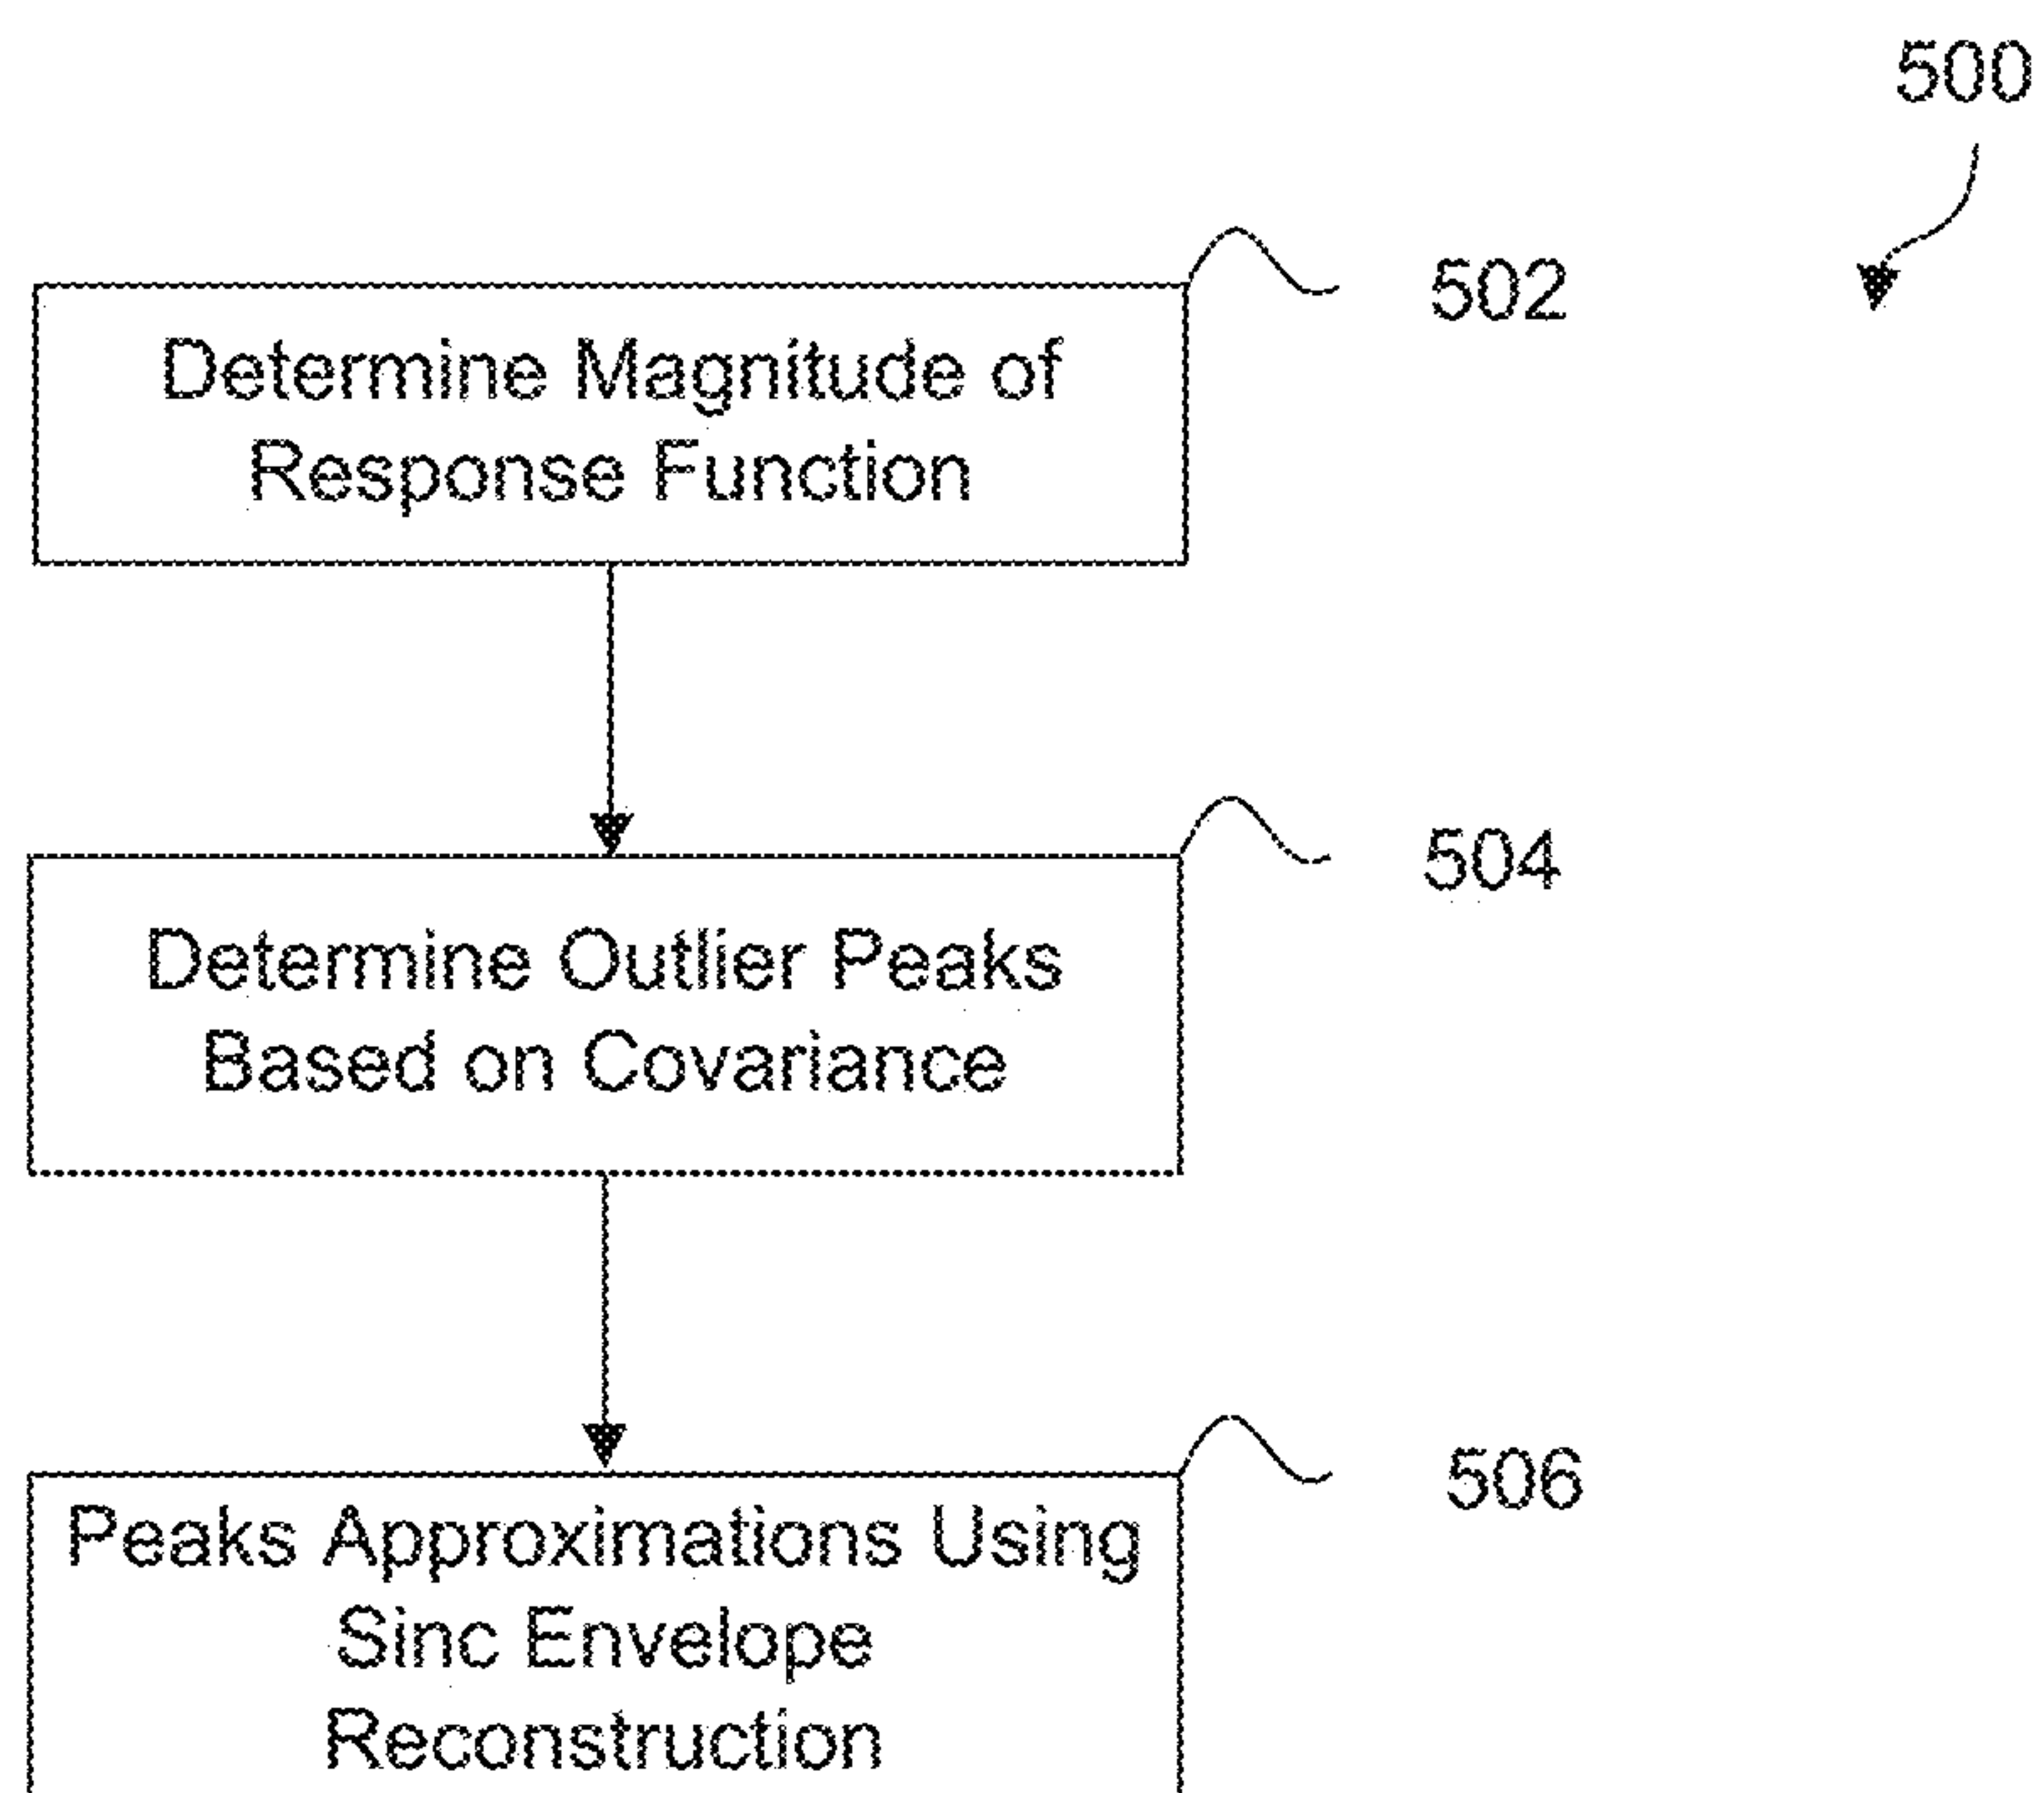 500
502
Determine Magnitude of
Response Function
504
Determine Outlier Peaks
Based on Covariance
506
Peaks Approximations Using
Sinc Envelope
Reconstruction